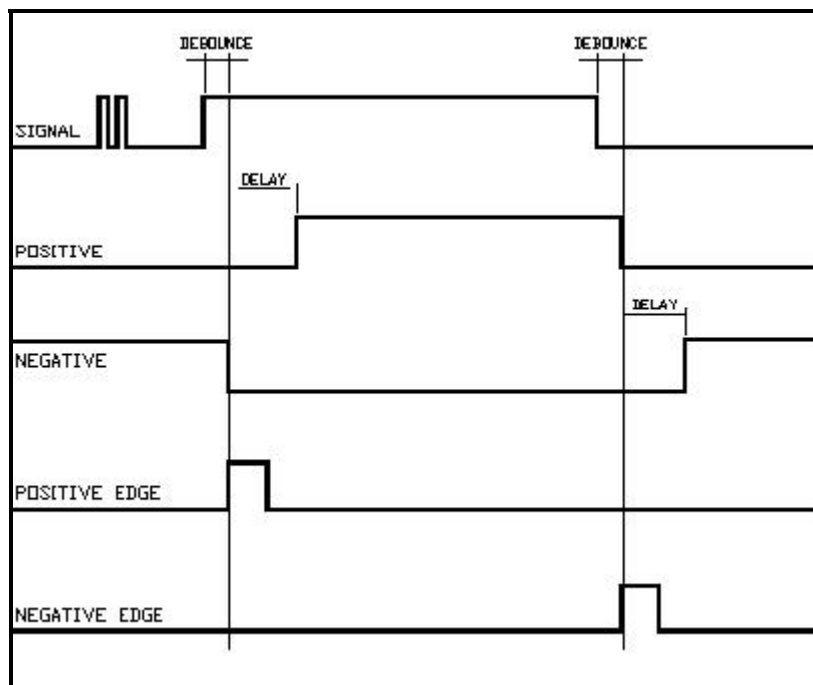 DEBOUNCE DEBOUNCE
SIGNAL
DELAY
POSITIVE
DELAY
NEGATIVE
POSITIVE EDGE
NEGATIVE EDGE